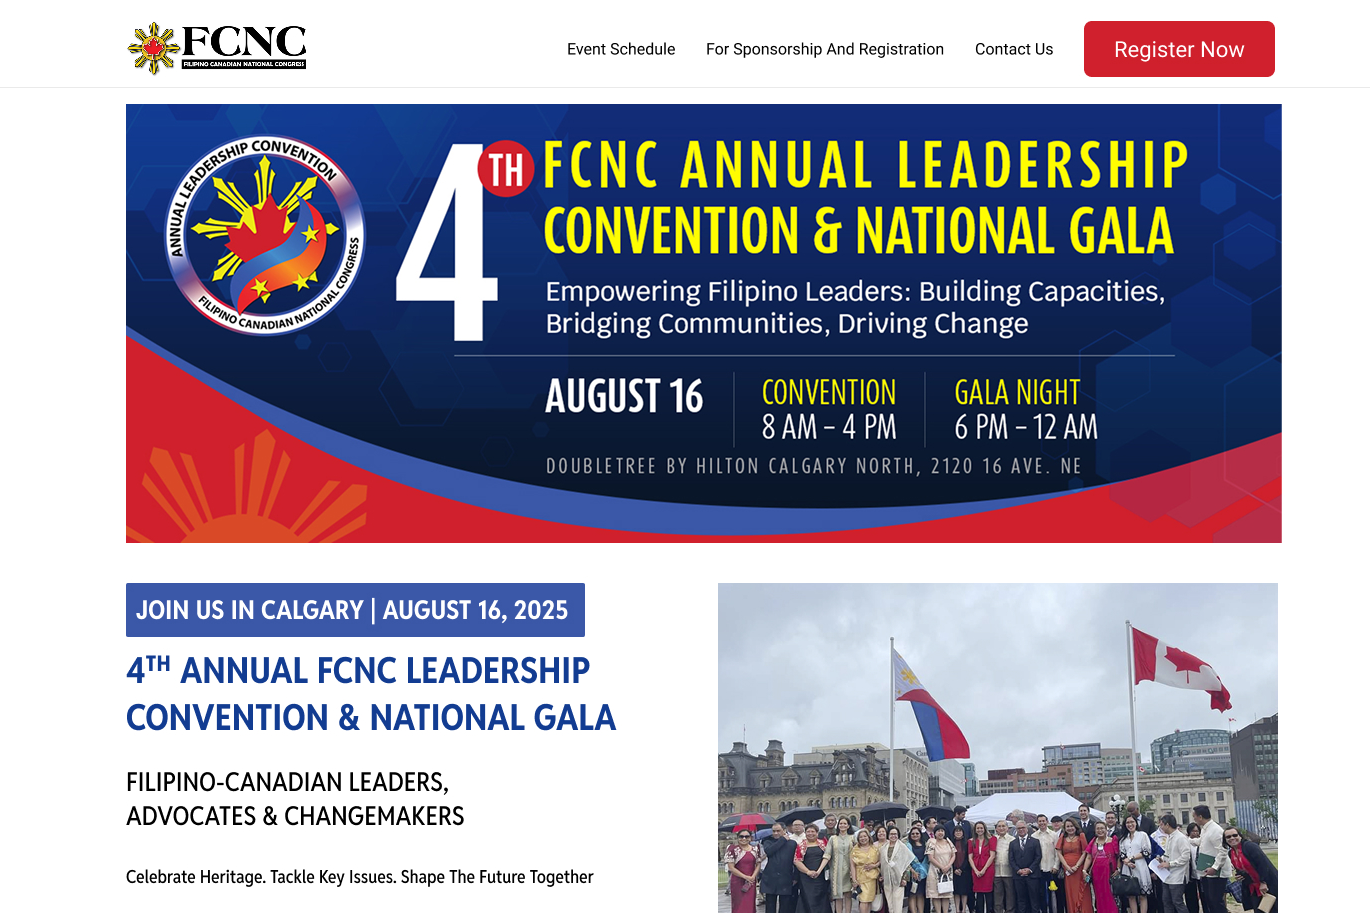 FCNC
FILIPINO CANADIAN NATIONAL CONGRESS
Event Schedule
For Sponsorship And Registration
Contact Us
Register Now
ANNUAL LEADERSHIP CONVENTION
FILIPINO CANADIAN NATIONAL CONGRESS
4TH
FCNC ANNUAL LEADERSHIP
CONVENTION & NATIONAL GALA
Empowering Filipino Leaders: Building Capacities,
Bridging Communities, Driving Change
AUGUST 16
CONVENTION
8 AM – 4 PM
GALA NIGHT
6 PM – 12 AM
DOUBLETREE BY HILTON CALGARY NORTH, 2120 16 AVE. NE
JOIN US IN CALGARY | AUGUST 16, 2025
4TH ANNUAL FCNC LEADERSHIP
CONVENTION & NATIONAL GALA
FILIPINO-CANADIAN LEADERS,
ADVOCATES & CHANGEMAKERS
Celebrate Heritage. Tackle Key Issues. Shape The Future Together